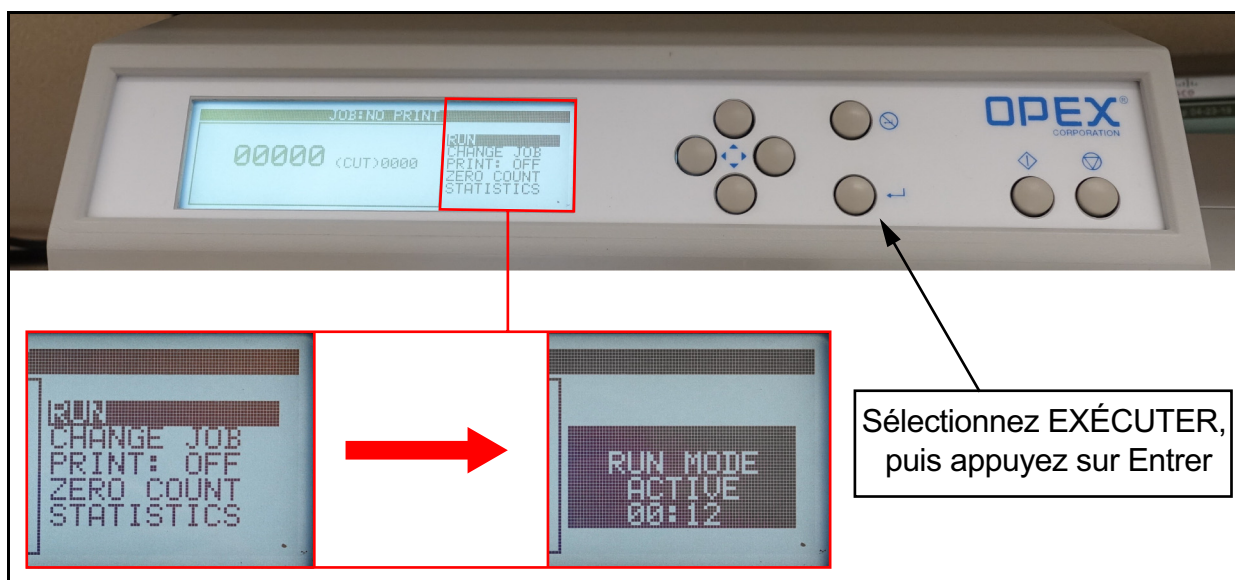 JOB:NO PRINT
00000 (CUT)0000
RUN
CHANGE JOB
PRINT: OFF
ZERO COUNT
STATISTICS
OPEX®
CORPORATION
RUN
CHANGE JOB
PRINT: OFF
ZERO COUNT
STATISTICS
RUN MODE
ACTIVE
00:12
Sélectionnez EXÉCUTER,
puis appuyez sur Entrer